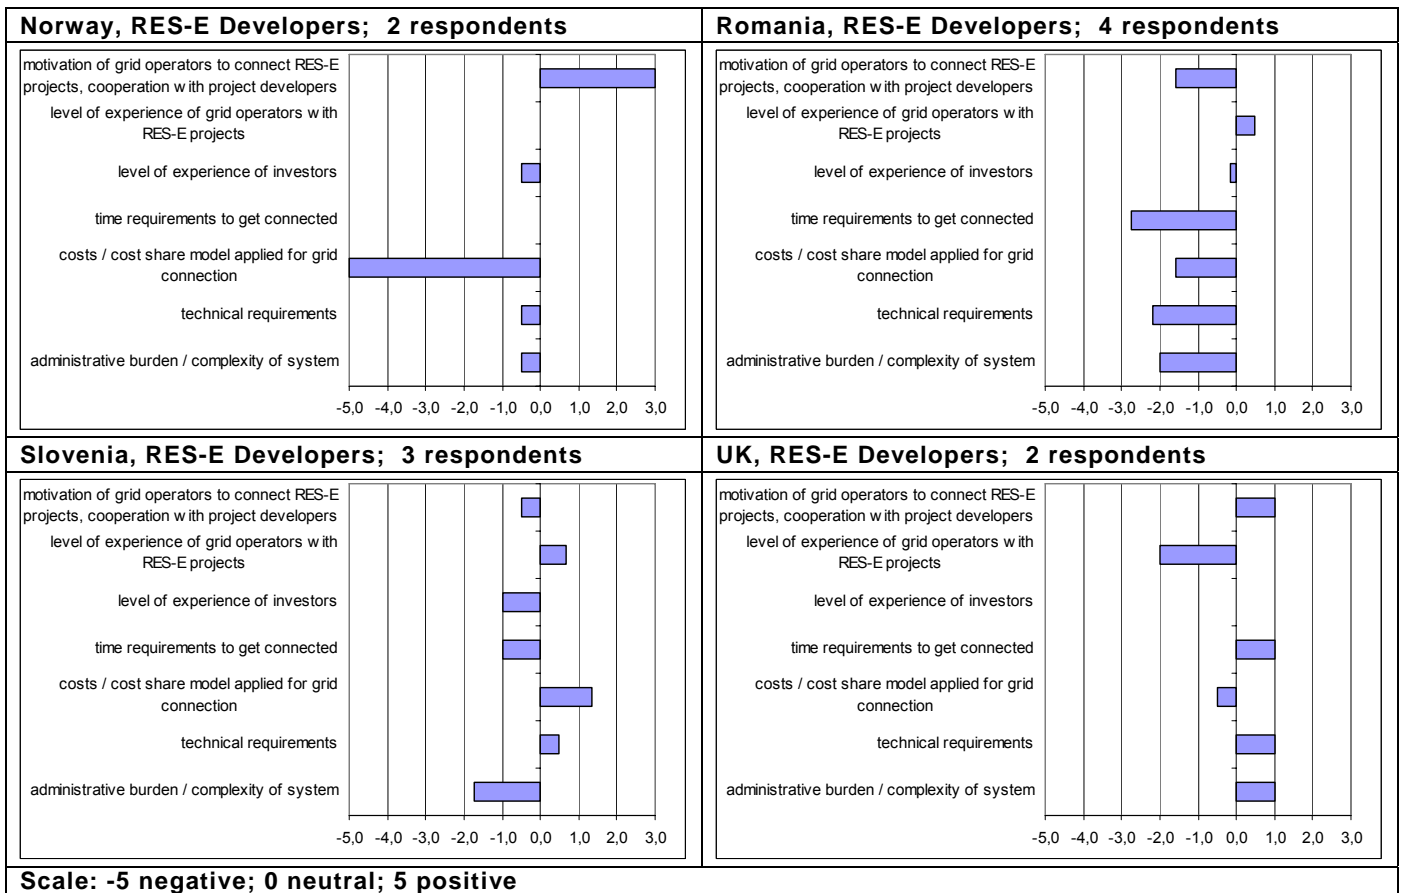 Norway, RES-E Developers; 2 respondents
motivation of grid operators to connect RES-E
projects, cooperation with project developers
level of experience of grid operators with
RES-E projects
level of experience of investors
time requirements to get connected
costs / cost share model applied for grid
connection
technical requirements
administrative burden / complexity of system
-5,0 -4,0 -3,0 -2,0 -1,0 0,0 1,0 2,0 3,0
Romania, RES-E Developers; 4 respondents
motivation of grid operators to connect RES-E
projects, cooperation with project developers
level of experience of grid operators with
RES-E projects
level of experience of investors
time requirements to get connected
costs / cost share model applied for grid
connection
technical requirements
administrative burden / complexity of system
-5,0 -4,0 -3,0 -2,0 -1,0 0,0 1,0 2,0 3,0
Slovenia, RES-E Developers; 3 respondents
motivation of grid operators to connect RES-E
projects, cooperation with project developers
level of experience of grid operators with
RES-E projects
level of experience of investors
time requirements to get connected
costs / cost share model applied for grid
connection
technical requirements
administrative burden / complexity of system
-5,0 -4,0 -3,0 -2,0 -1,0 0,0 1,0 2,0 3,0
UK, RES-E Developers; 2 respondents
motivation of grid operators to connect RES-E
projects, cooperation with project developers
level of experience of grid operators with
RES-E projects
level of experience of investors
time requirements to get connected
costs / cost share model applied for grid
connection
technical requirements
administrative burden / complexity of system
-5,0 -4,0 -3,0 -2,0 -1,0 0,0 1,0 2,0 3,0
Scale: -5 negative; 0 neutral; 5 positive